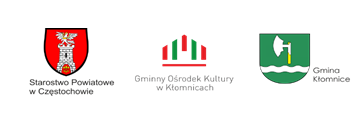 Starostwo Powiatowe
w Częstochowie
Gminny Ośrodek Kultury
w Kłomnicach
Gmina
Kłomnice